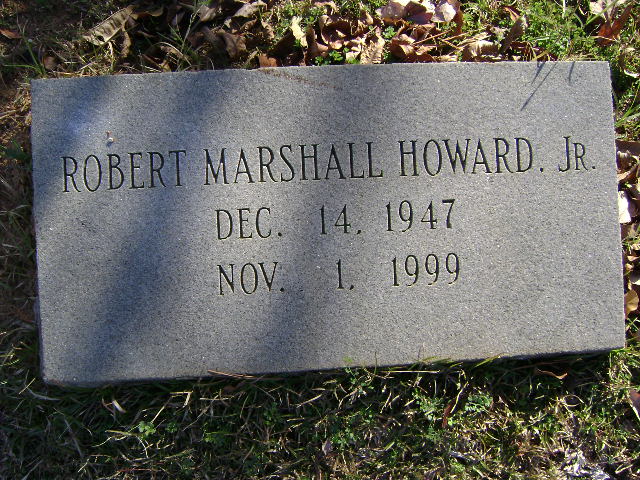 ROBERT MARSHALL HOWARD, JR.
DEC. 14, 1947
NOV. 1, 1999